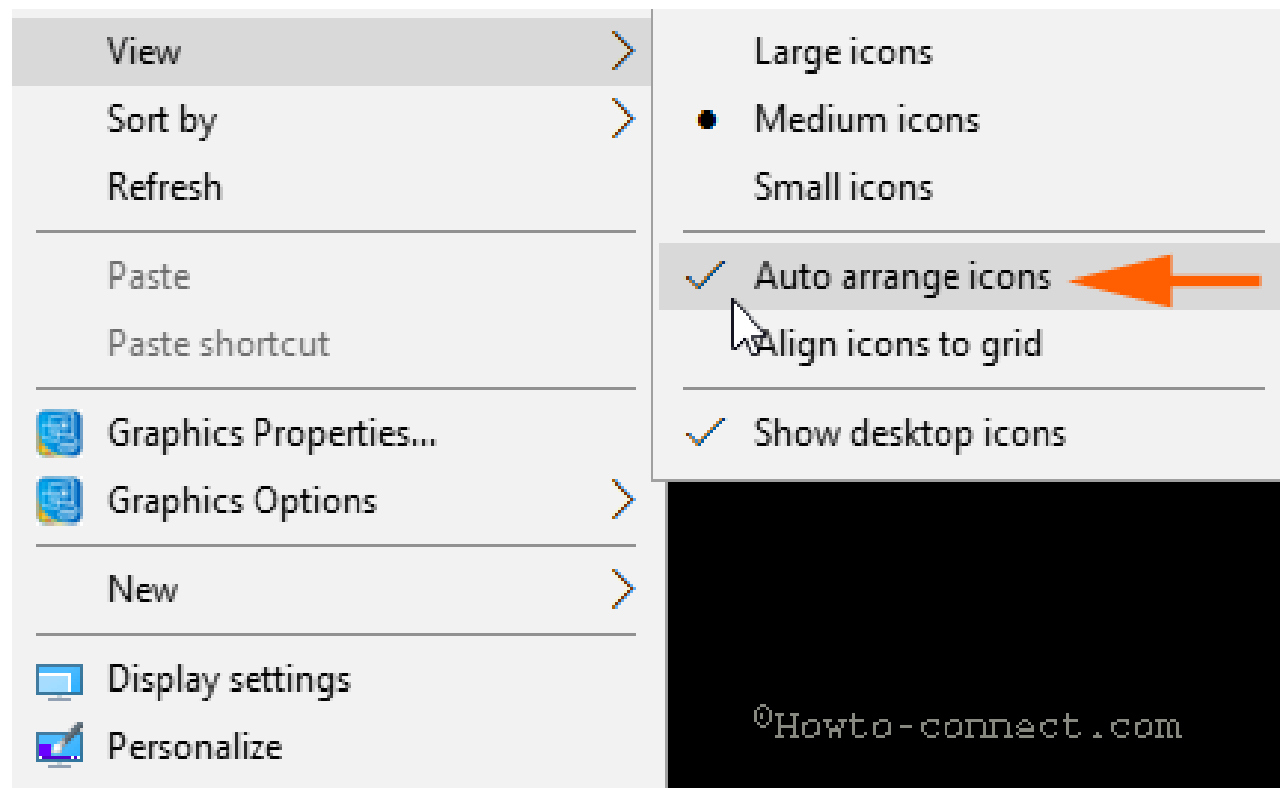 View
Sort by
Refresh
Paste
Paste shortcut
Graphics Properties...
Graphics Options
New
Display settings
Personalize
Large icons
Medium icons
Small icons
Auto arrange icons
Align icons to grid
Show desktop icons
©Howto-connect.com